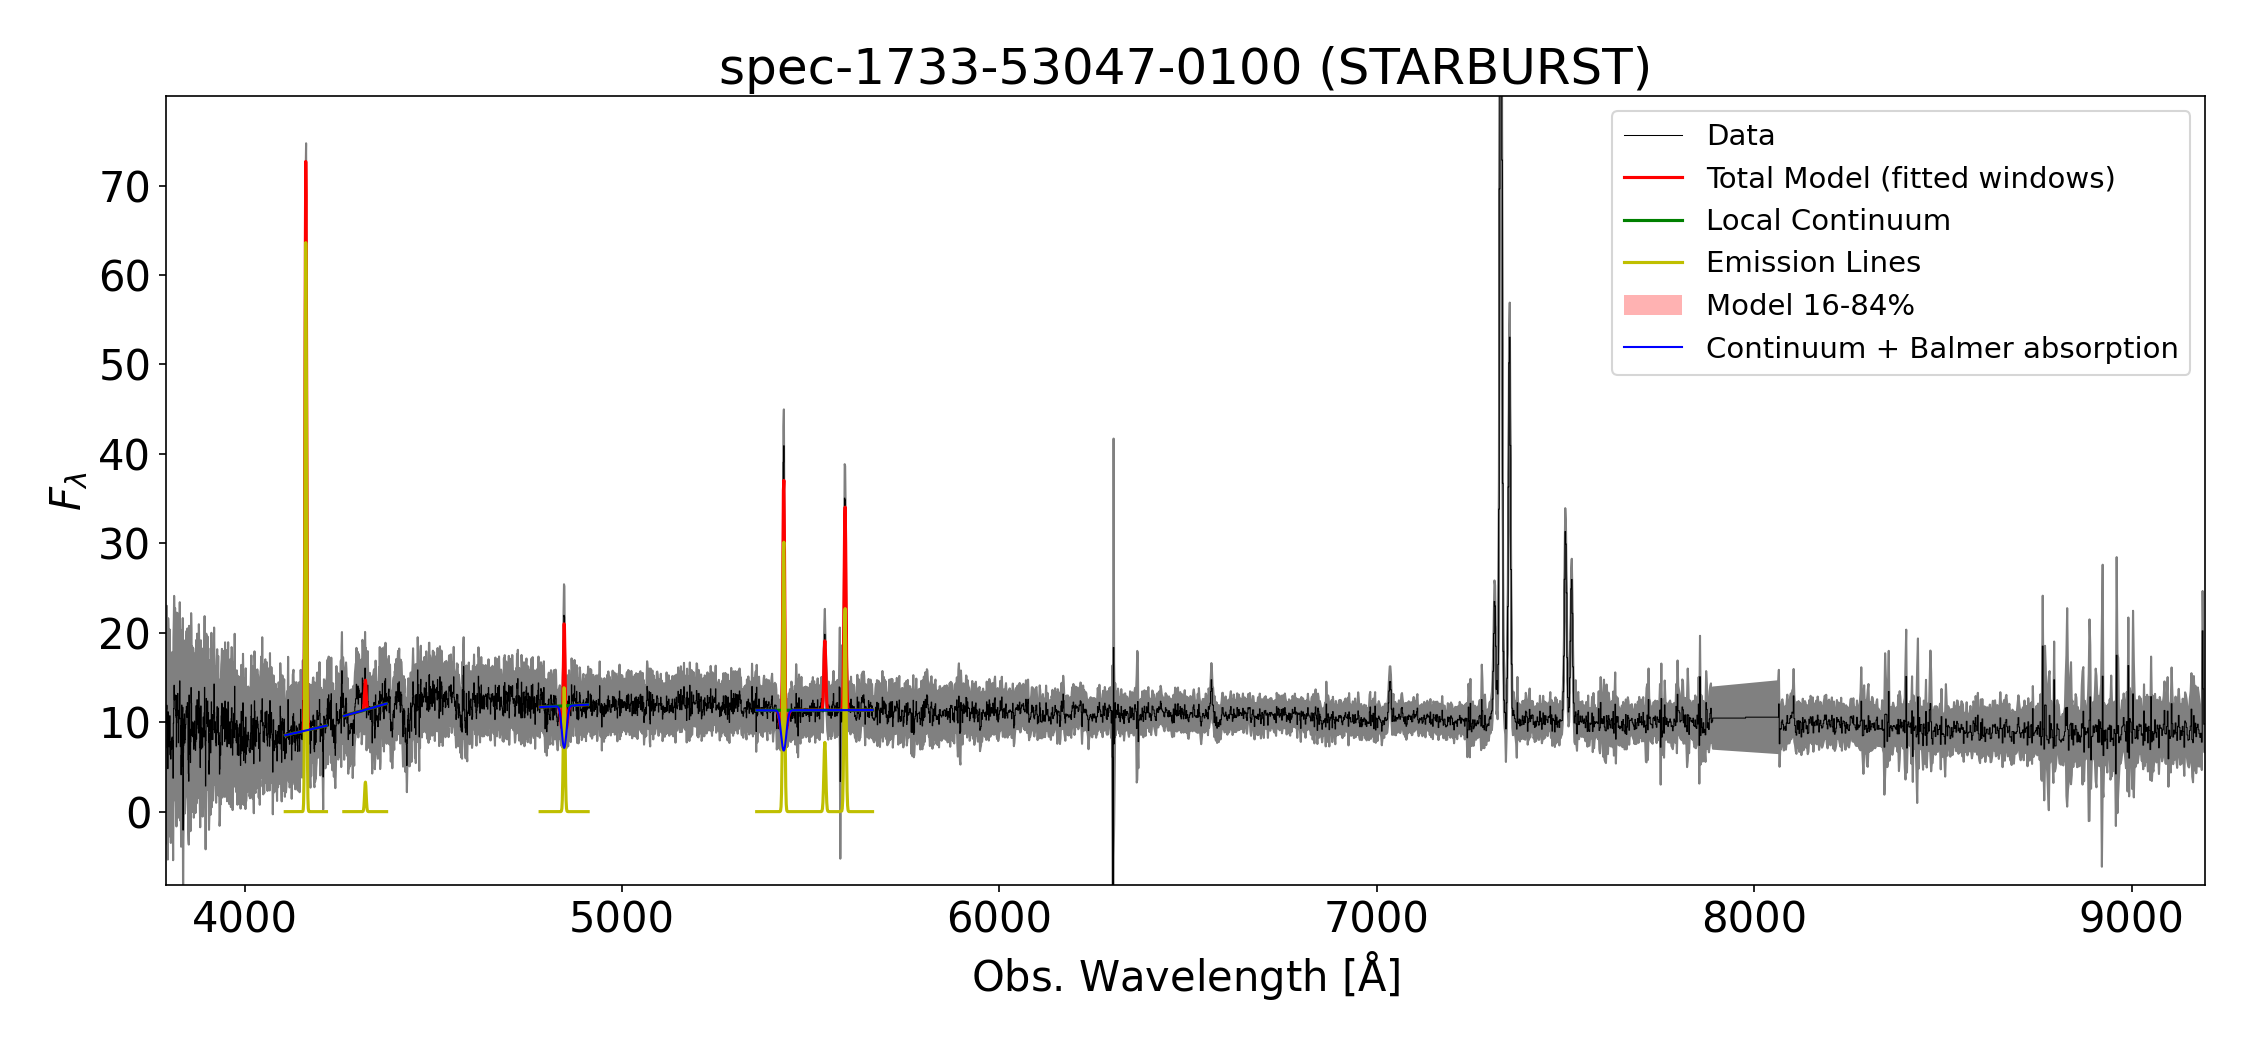 spec-1733-53047-0100 (STARBURST)
Data
Total Model (fitted windows)
Local Continuum
Emission Lines
Model 16-84%
Continuum + Balmer absorption
70
60
50
40
30
20
10
0
Fλ
4000 5000 6000 7000 8000 9000
Obs. Wavelength [Å]